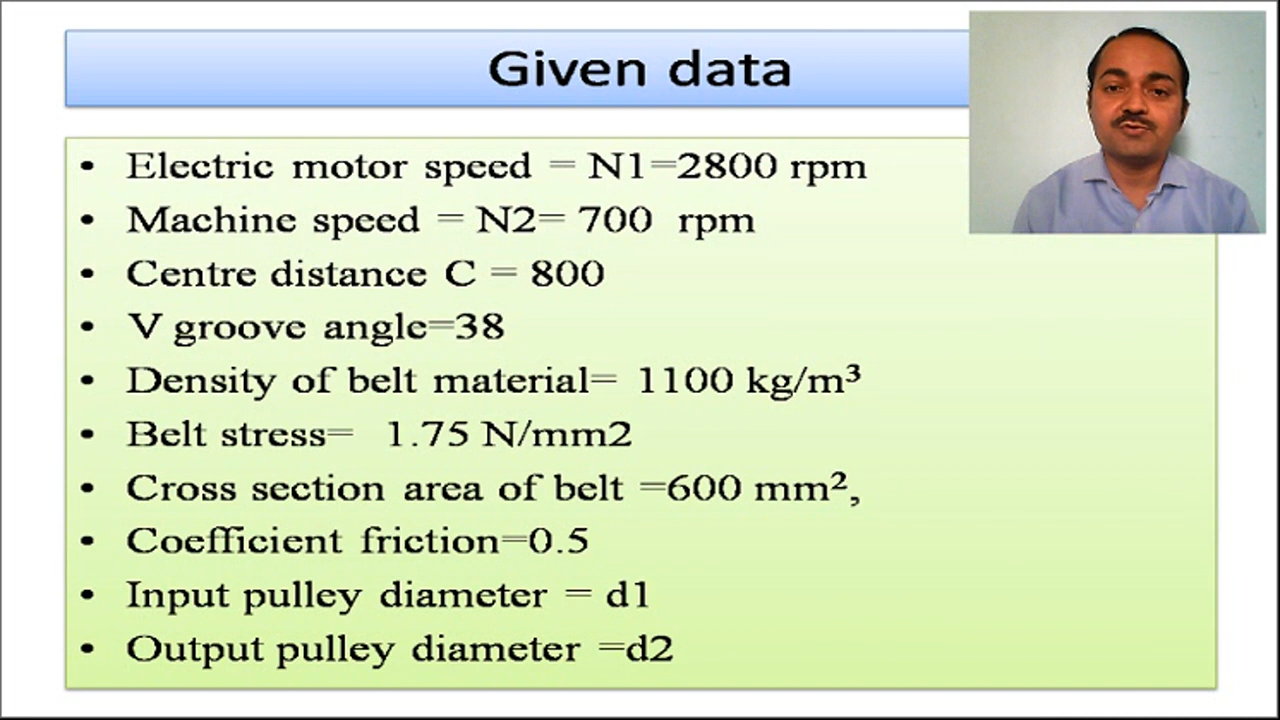 Given data
• Electric motor speed = N1=2800 rpm
• Machine speed = N2= 700 rpm
• Centre distance C = 800
• V groove angle=38
• Density of belt material= 1100 kg/m³
• Belt stress= 1.75 N/mm2
• Cross section area of belt =600 mm²,
• Coefficient friction=0.5
• Input pulley diameter = d1
• Output pulley diameter =d2